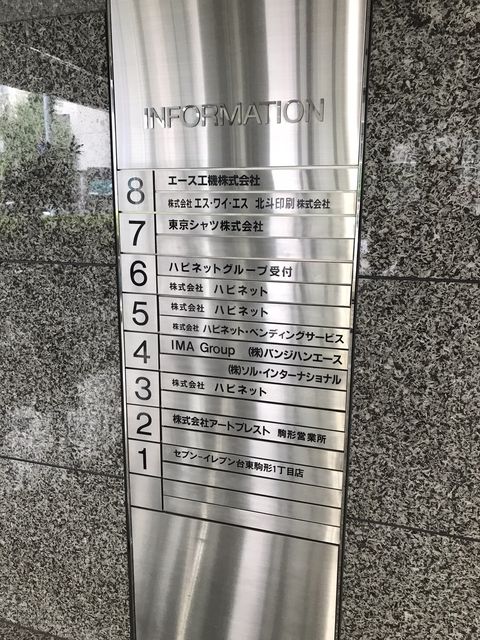 INFORMATION
8 エース工機株式会社
株式会社 エス・ワイ・エス 北斗印刷 株式会社
7 東京シャツ株式会社
6 ハピネットグループ受付
株式会社 ハピネット
5 株式会社 ハピネット
株式会社 ハピネット・ベンディングサービス
4 IMA Group (株)バンジハンエース
(株)ソル・インターナショナル
3 株式会社 ハピネット
2 株式会社アートプレスト 駒形営業所
1 セブン-イレブン台東駒形1丁目店